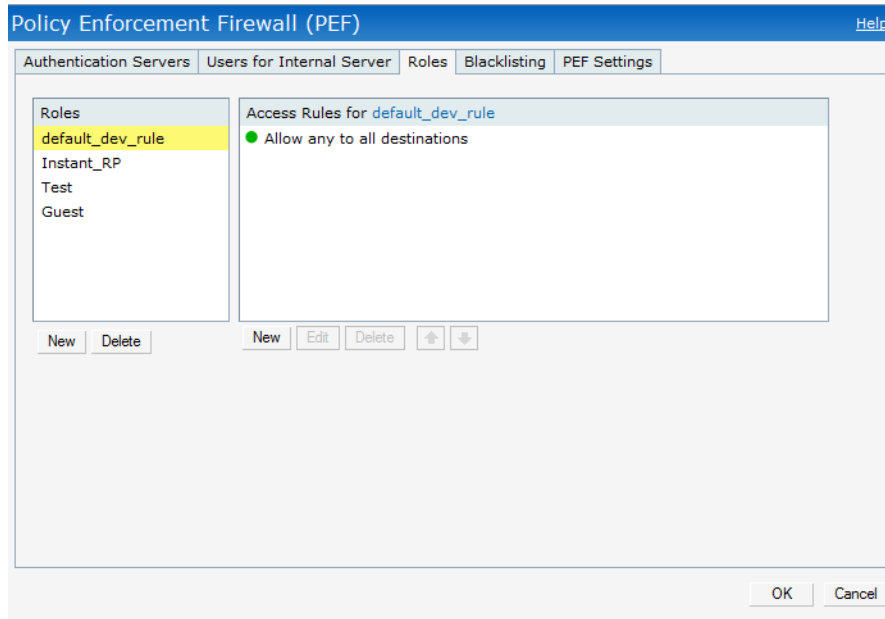 Policy Enforcement Firewall (PEF)
Help
Authentication Servers Users for Internal Server Roles Blacklisting PEF Settings
Roles
default_dev_rule
Instant_RP
Test
Guest
New Delete
Access Rules for default_dev_rule
Allow any to all destinations
New Edit Delete
OK Cancel